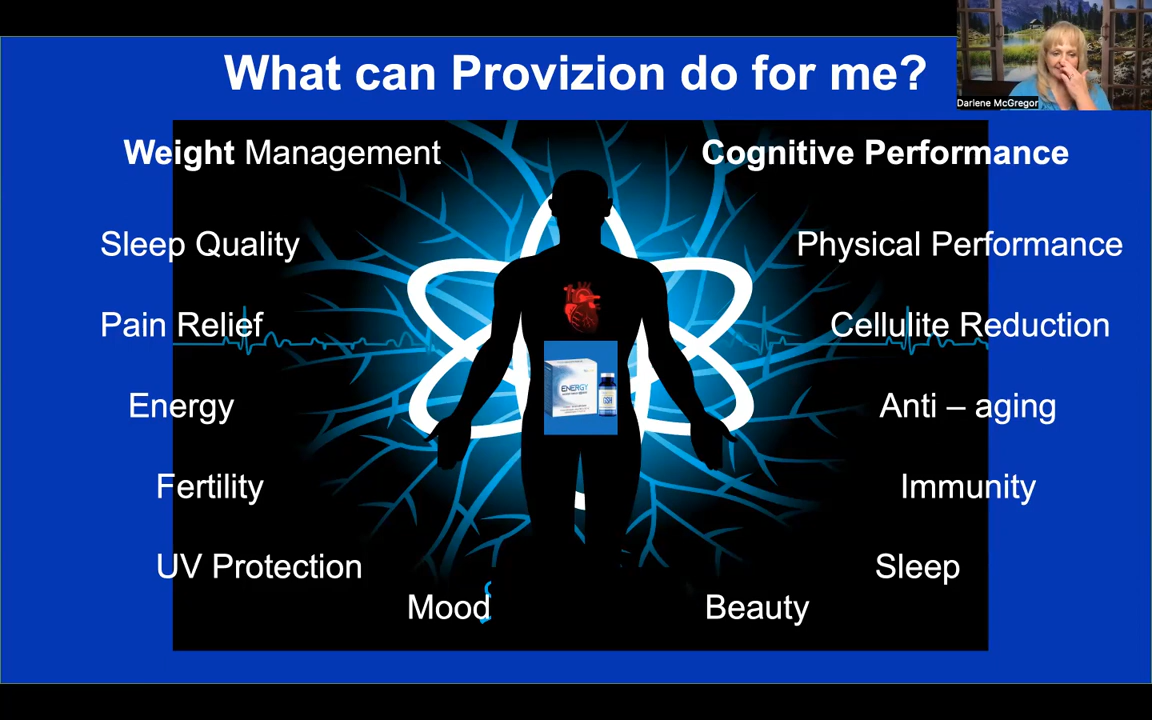 What can Provizion do for me?
Darlene McGregor
Weight Management
Cognitive Performance
Sleep Quality
Physical Performance
Pain Relief
Cellulite Reduction
ENERGY
GSH
Energy
Anti – aging
Fertility
Immunity
UV Protection
Sleep
Mood
Beauty